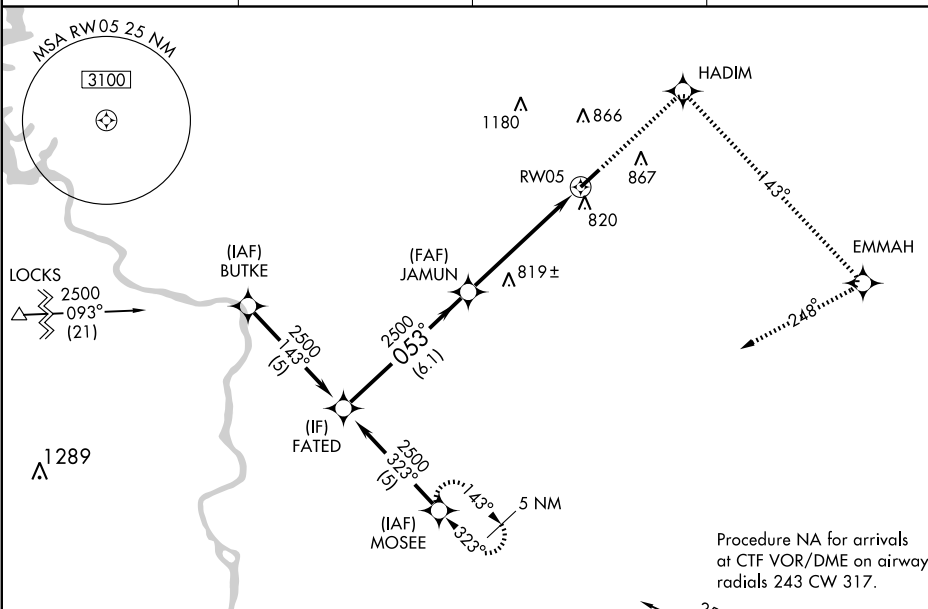 MSA RW05 25 NM
3100
HADIM
1180
866
867
RW05
820
(IAF)
BUTKE
(FAF)
JAMUN
819±
EMMAH
LOCKS
2500
093°
(21)
143°
248°
2500
143°
(5)
2500
053°
(6.1)
(IF)
FATED
2500
323°
(5)
1289
143°
5 NM
323°
(IAF)
MOSEE
Procedure NA for arrivals
at CTF VOR/DME on airway
radials 243 CW 317.